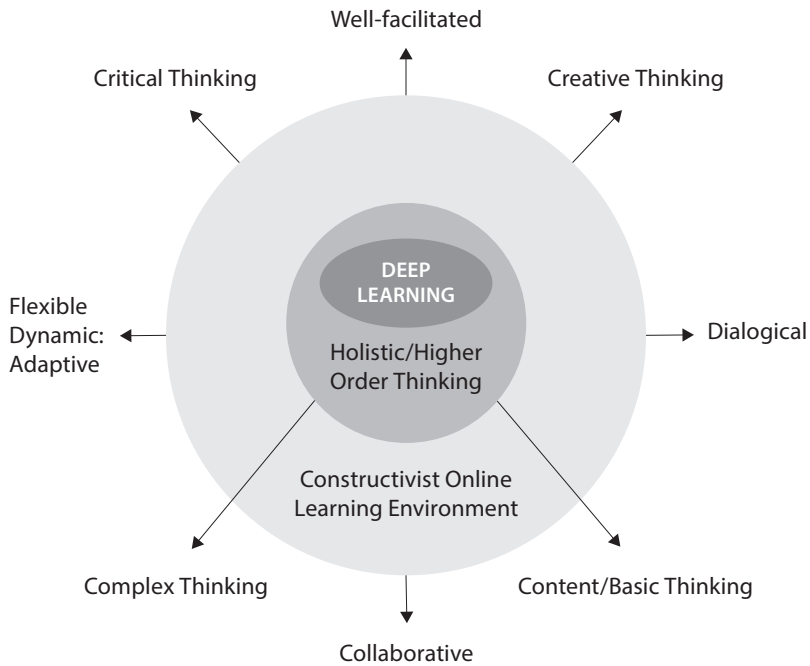 Well-facilitated
Critical Thinking
Creative Thinking
DEEP
LEARNING
Flexible
Dynamic:
Adaptive
Dialogical
Holistic/Higher
Order Thinking
Constructivist Online
Learning Environment
Complex Thinking
Content/Basic Thinking
Collaborative